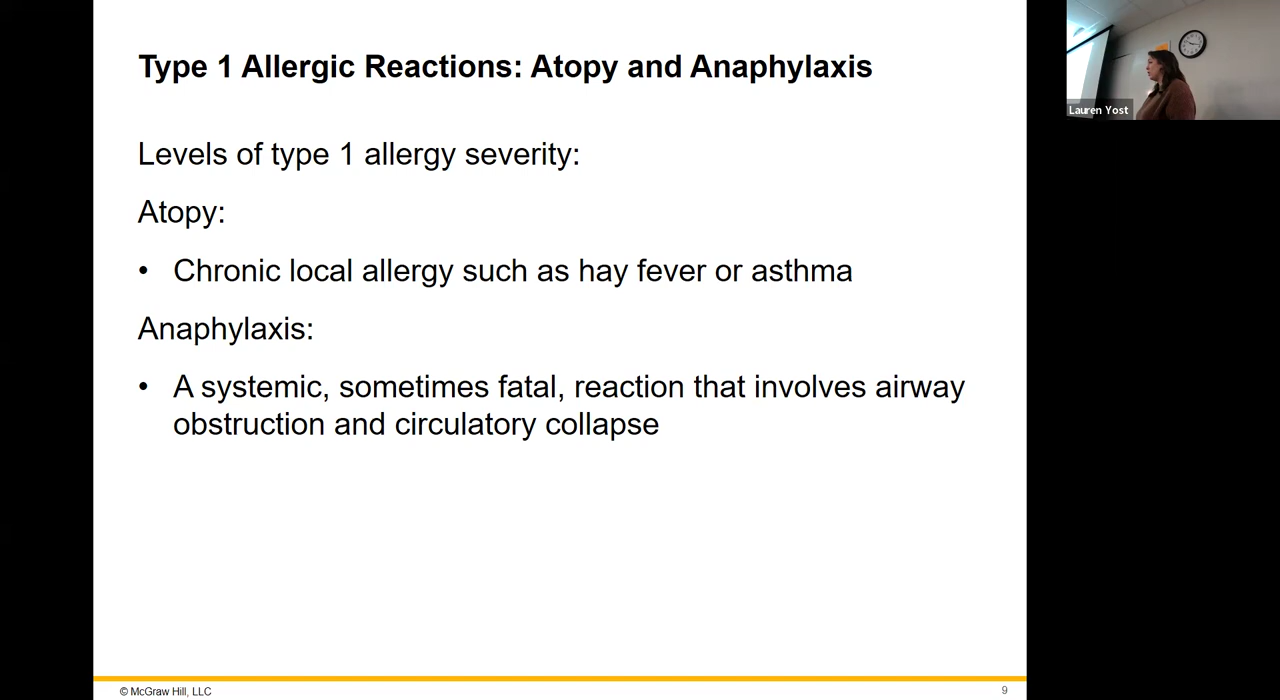 Type 1 Allergic Reactions: Atopy and Anaphylaxis
Levels of type 1 allergy severity:
Atopy:
• Chronic local allergy such as hay fever or asthma
Anaphylaxis:
• A systemic, sometimes fatal, reaction that involves airway
obstruction and circulatory collapse
© McGraw Hill, LLC
9
Lauren Yost